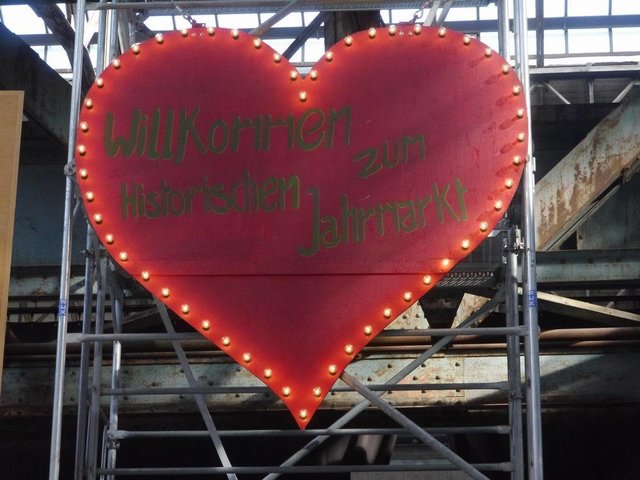 Willkommen
zum
Historischen
Jahrmarkt